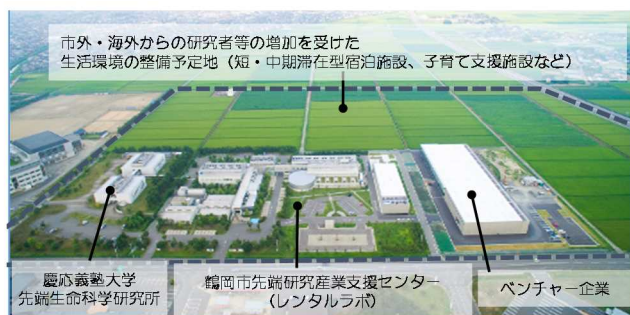 市外・海外からの研究者等の増加を受けた
生活環境の整備予定地（短・中期滞在型宿泊施設、子育て支援施設など）
慶応義塾大学
先端生命科学研究所
鶴岡市先端研究産業支援センター
（レンタルラボ）
ベンチャー企業